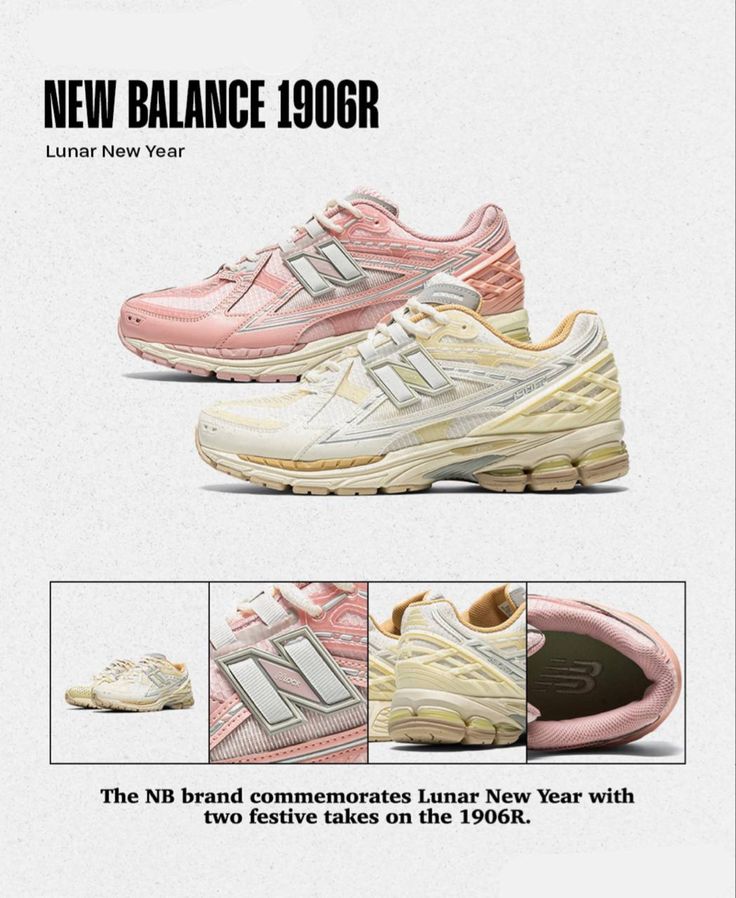 NEW BALANCE 1906R
Lunar New Year
The NB brand commemorates Lunar New Year with
two festive takes on the 1906R.